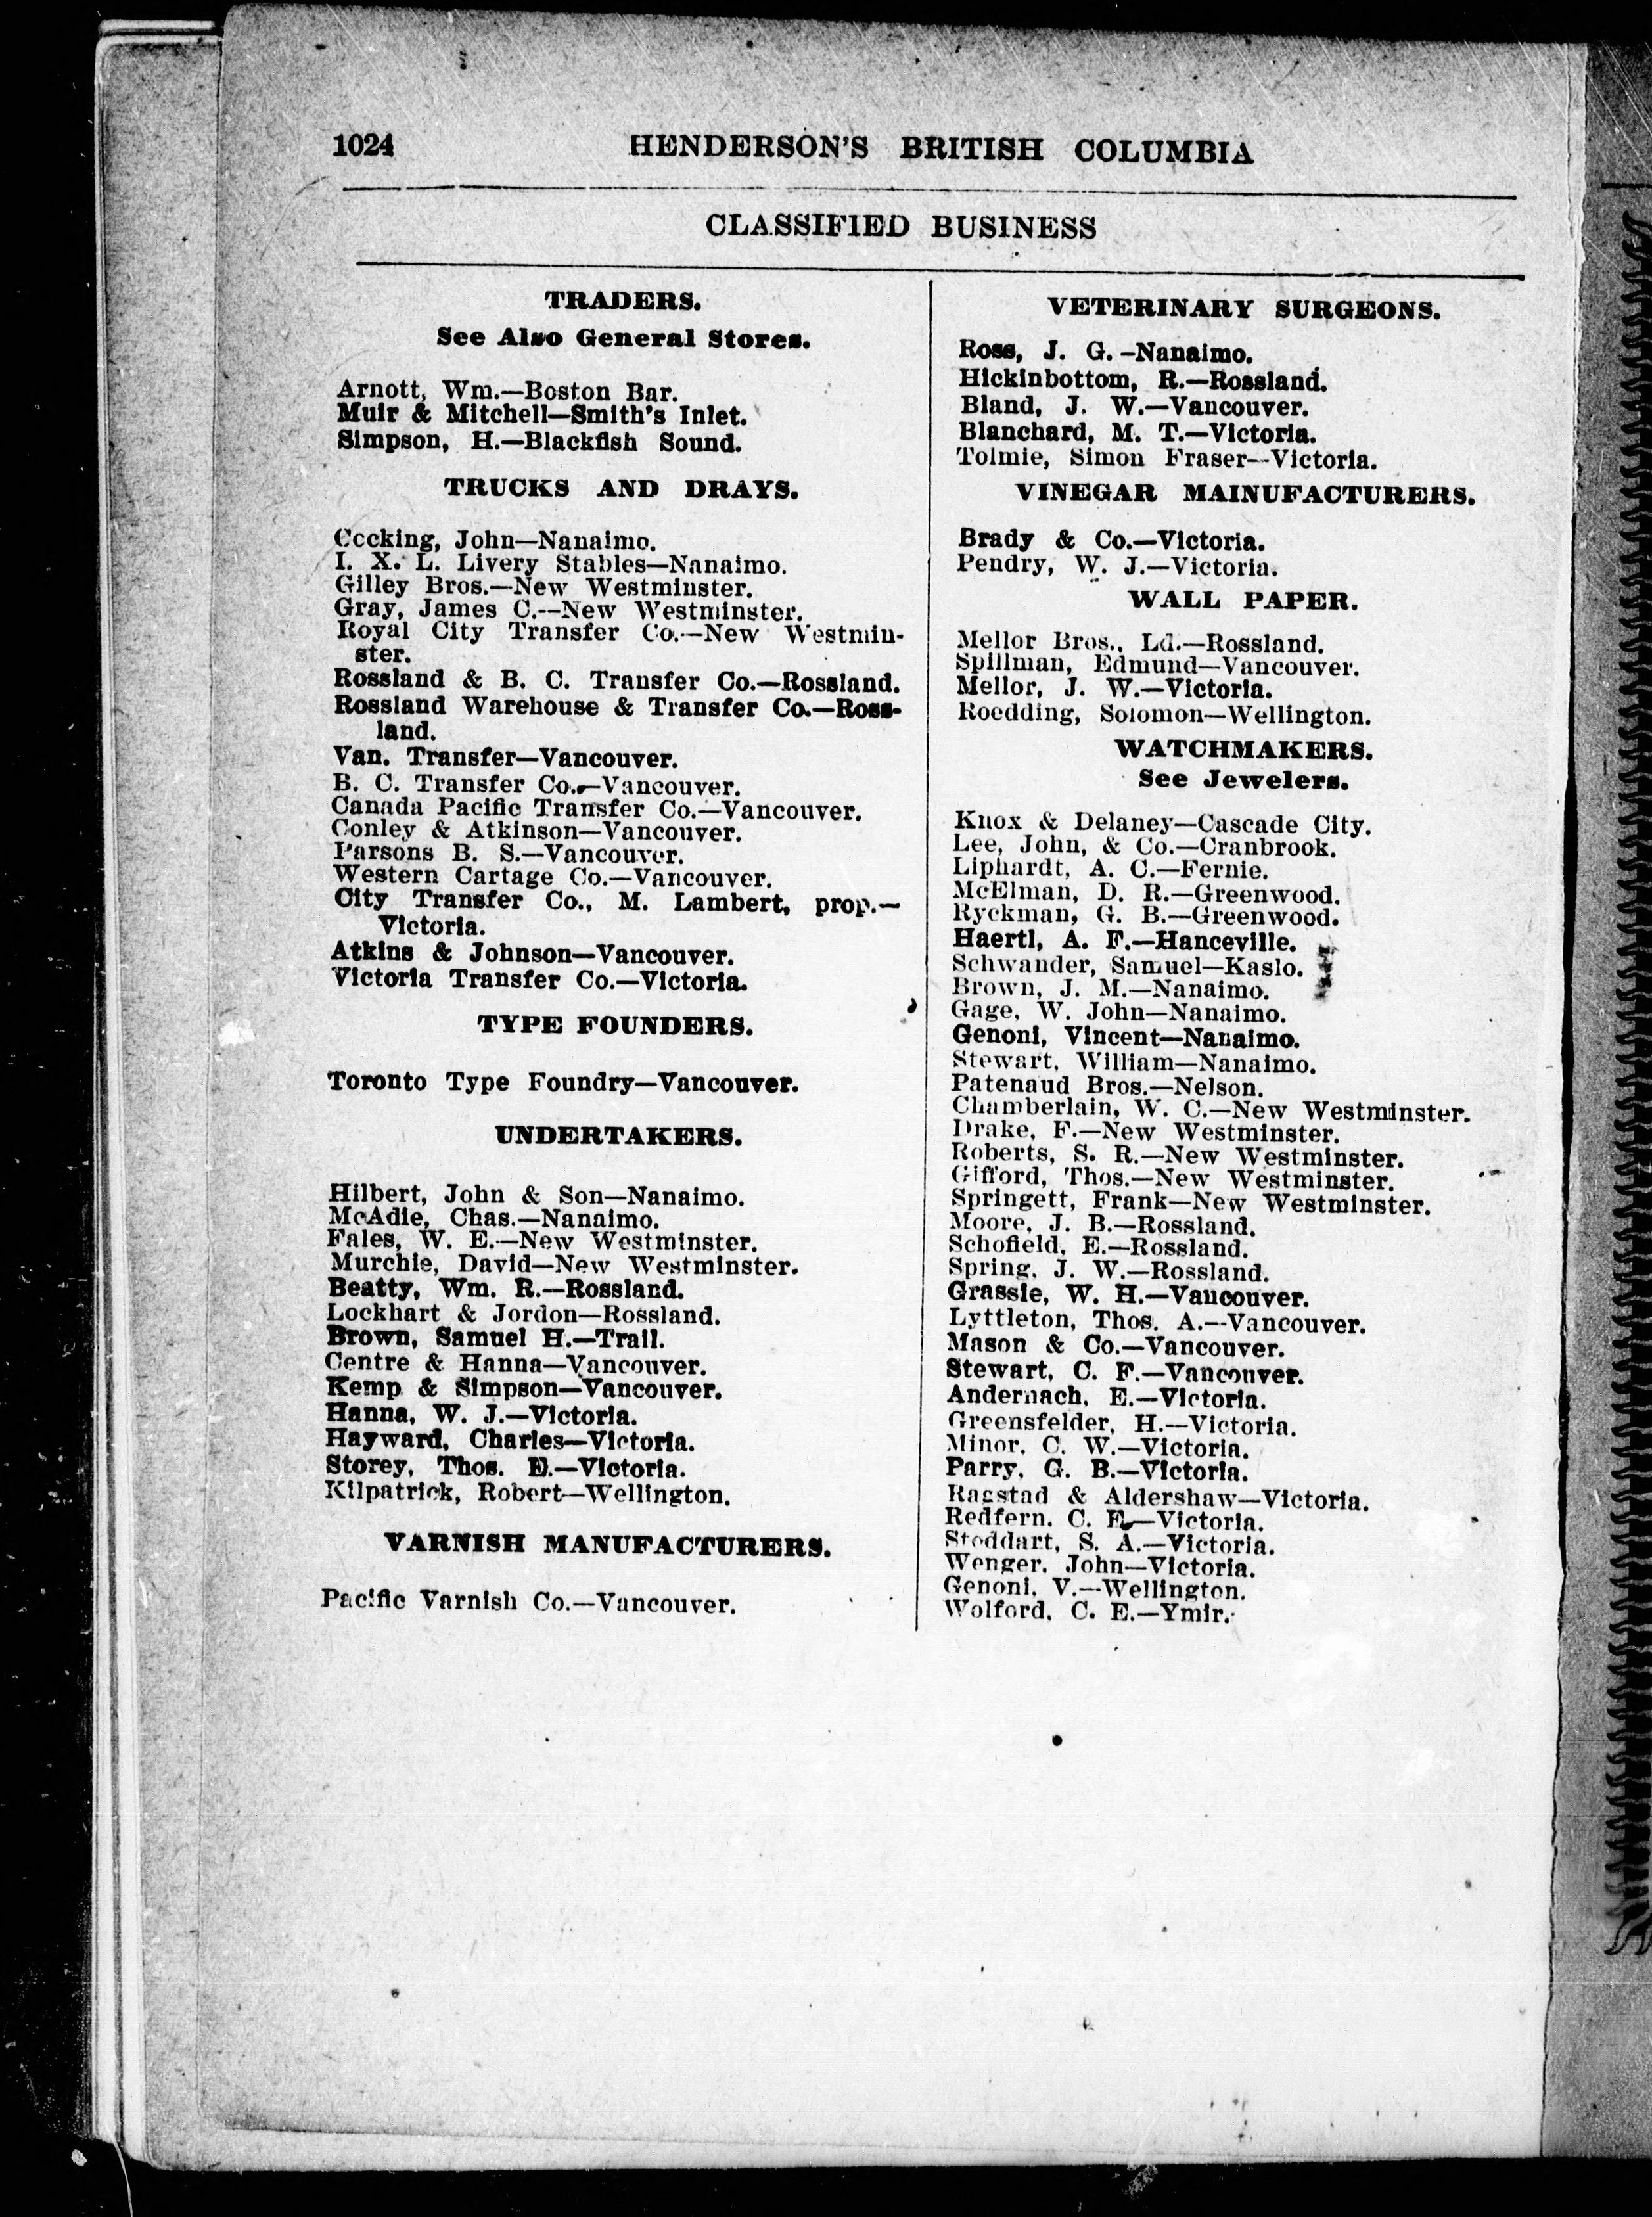 1024 HENDERSON'S BRITISH COLUMBIA
CLASSIFIED BUSINESS
TRADERS.
See Also General Stores.
Arnott, Wm.—Boston Bar.
Muir & Mitchell—Smith's Inlet.
Simpson, H.—Blackfish Sound.
TRUCKS AND DRAYS.
Cocking, John—Nanaimo.
I. X. L. Livery Stables—Nanaimo.
Gilley Bros.—New Westminster.
Gray, James C.--New Westminster.
Royal City Transfer Co.—New Westmin-
ster.
Rossland & B. C. Transfer Co.—Rossland.
Rossland Warehouse & Transfer Co.—Ross-
land.
Van. Transfer—Vancouver.
B. C. Transfer Co.—Vancouver.
Canada Pacific Transfer Co.—Vancouver.
Conley & Atkinson—Vancouver.
Parsons B. S.—Vancouver.
Western Cartage Co.—Vancouver.
City Transfer Co., M. Lambert, prop.—
Victoria.
Atkins & Johnson—Vancouver.
Victoria Transfer Co.—Victoria.
TYPE FOUNDERS.
Toronto Type Foundry—Vancouver.
UNDERTAKERS.
Hilbert, John & Son—Nanaimo.
McAdie, Chas.—Nanaimo.
Fales, W. E.—New Westminster.
Murchie, David—New Westminster.
Beatty, Wm. R.—Rossland.
Lockhart & Jordon—Rossland.
Brown, Samuel H.—Trail.
Centre & Hanna—Vancouver.
Kemp & Simpson—Vancouver.
Hanna, W. J.—Victoria.
Hayward, Charles—Victoria.
Storey, Thos. E.—Victoria.
Kilpatrick, Robert—Wellington.
VARNISH MANUFACTURERS.
Pacific Varnish Co.—Vancouver.
VETERINARY SURGEONS.
Ross, J. G.-Nanaimo.
Hickinbottom, R.—Rossland.
Bland, J. W.—Vancouver.
Blanchard, M. T.—Victoria.
Tolmie, Simon Fraser--Victoria.
VINEGAR MAINUFACTURERS.
Brady & Co.—Victoria.
Pendry, W. J.—Victoria.
WALL PAPER.
Mellor Bros., Ld.—Rossland.
Spillman, Edmund—Vancouver.
Mellor, J. W.—Victoria.
Roedding, Solomon—Wellington.
WATCHMAKERS.
See Jewelers.
Knox & Delaney—Cascade City.
Lee, John, & Co.—Cranbrook.
Liphardt, A. C.—Fernie.
McElman, D. R.—Greenwood.
Ryckman, G. B.—Greenwood.
Haertl, A. F.—Hanceville.
Schwander, Samuel—Kaslo.
Brown, J. M.—Nanaimo.
Gage, W. John—Nanaimo.
Genoni, Vincent—Nanaimo.
Stewart, William—Nanaimo.
Patenaud Bros.—Nelson.
Chamberlain, W. C.—New Westminster.
Drake, F.—New Westminster.
Roberts, S. R.—New Westminster.
Gifford, Thos.—New Westminster.
Springett, Frank—New Westminster.
Moore, J. B.—Rossland.
Schofield, E.—Rossland.
Spring, J. W.—Rossland.
Grassie, W. H.—Vancouver.
Lyttleton, Thos. A.--Vancouver.
Mason & Co.—Vancouver.
Stewart, C. F.—Vancouver.
Andernach, E.—Victoria.
Greensfelder, H.—Victoria.
Minor, C. W.—Victoria.
Parry, G. B.—Victoria.
Ragstad & Aldershaw—Victoria.
Redfern, C. E.—Victoria.
Stoddart, S. A.—Victoria.
Wenger, John—Victoria.
Genoni, V.—Wellington.
Wolford, C. E.—Ymir.